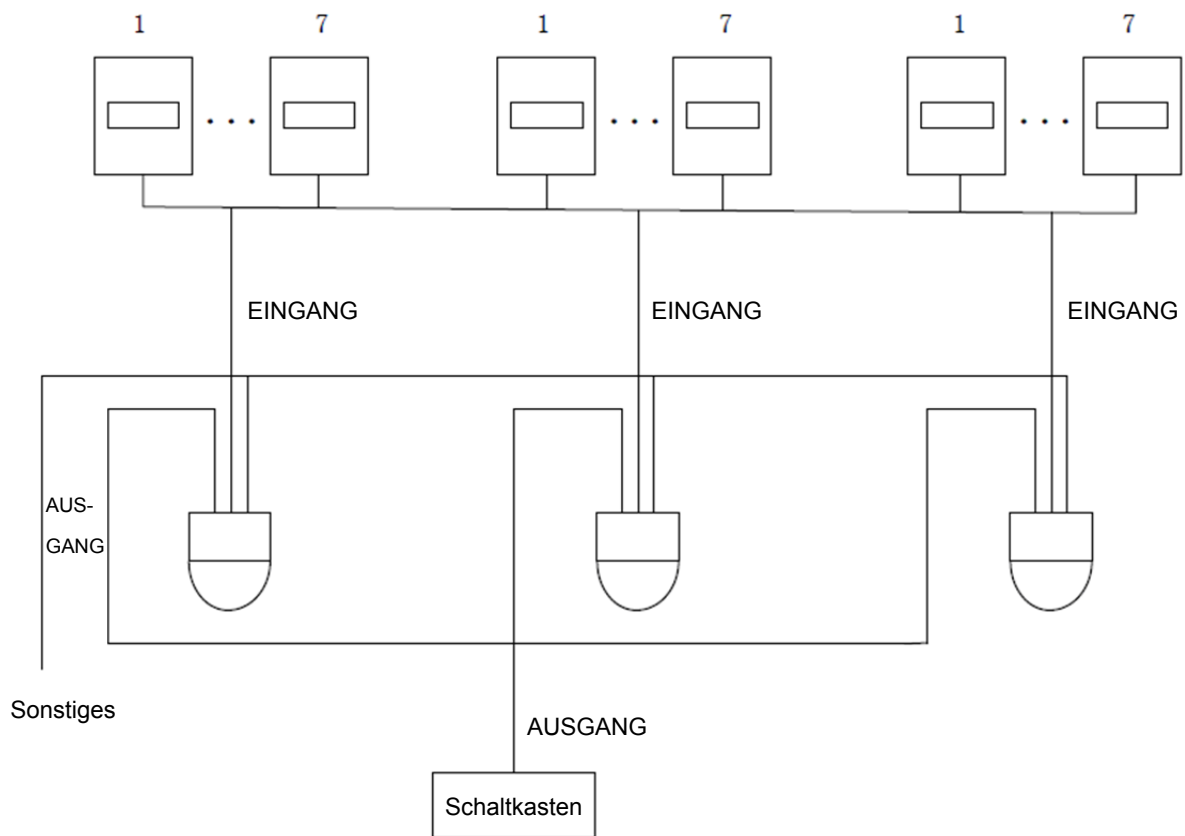 1 7 1 7 1 7
. . . . . . . . .
EINGANG EINGANG EINGANG
AUS-
GANG
Sonstiges
AUSGANG
Schaltkasten